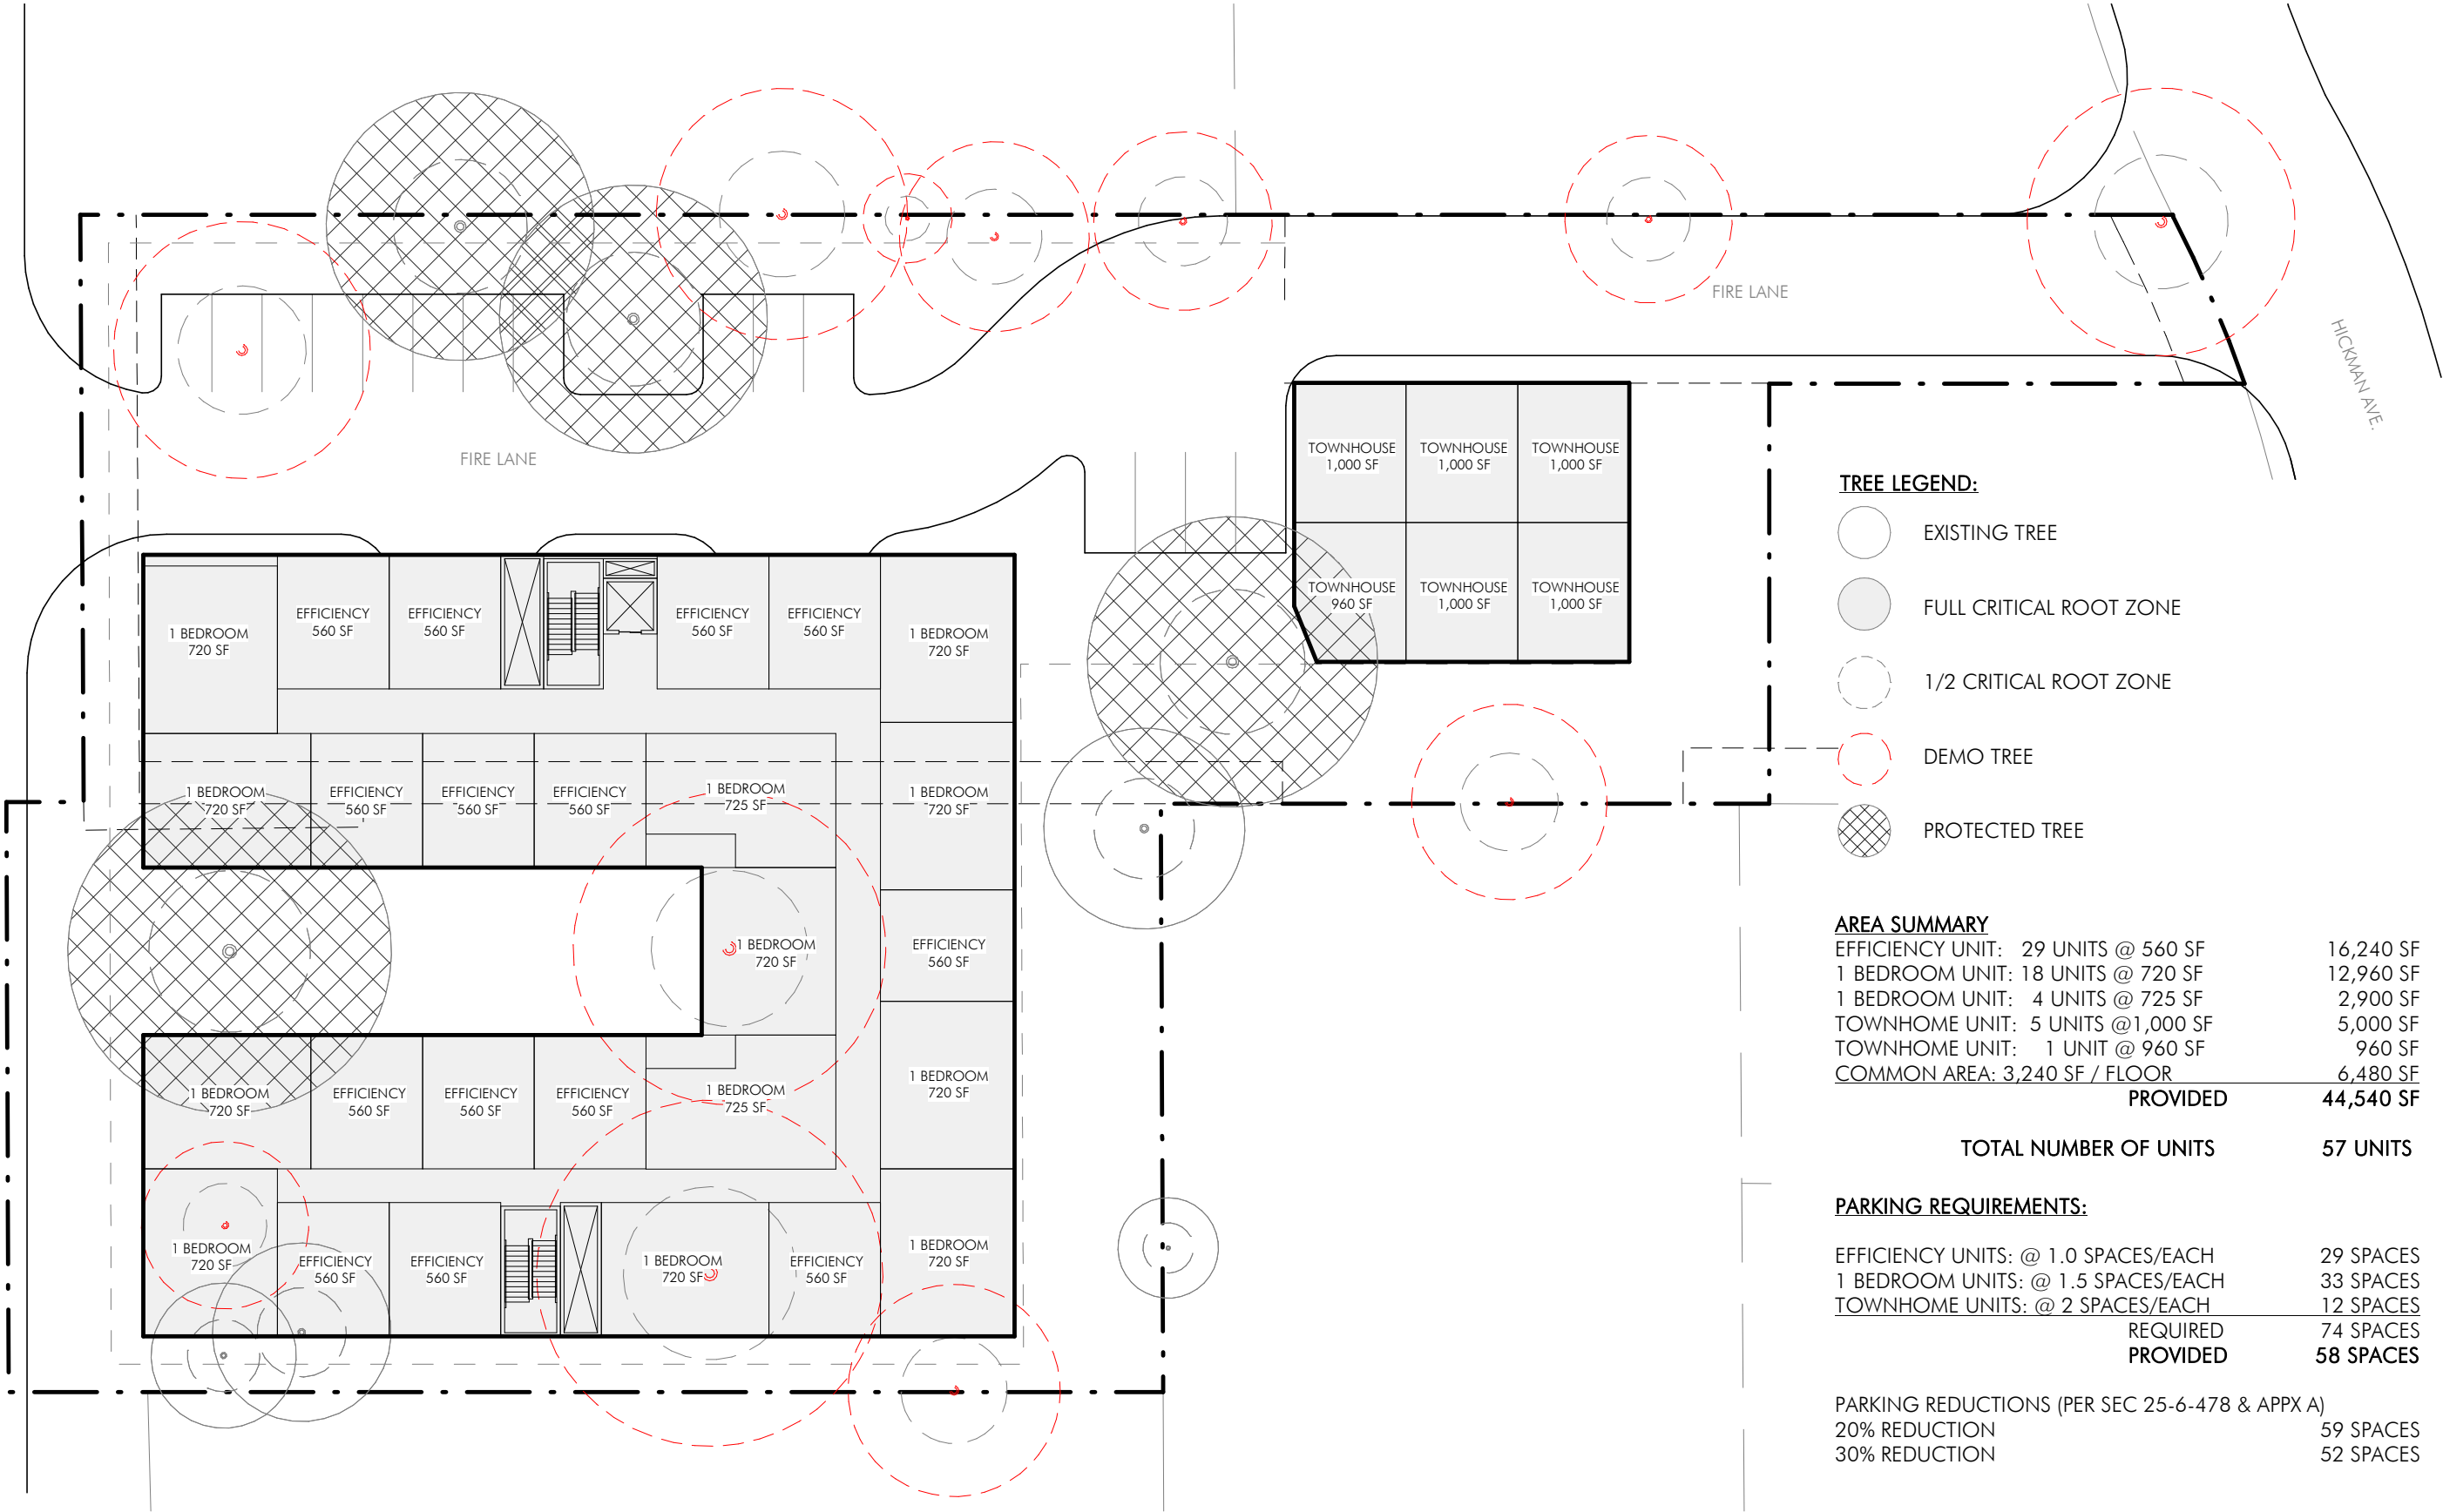 FIRE LANE
HICKMAN AVE.
FIRE LANE
TOWNHOUSE
1,000 SF
TOWNHOUSE
1,000 SF
TOWNHOUSE
1,000 SF
TOWNHOUSE
960 SF
TOWNHOUSE
1,000 SF
TOWNHOUSE
1,000 SF
1 BEDROOM
720 SF
EFFICIENCY
560 SF
EFFICIENCY
560 SF
EFFICIENCY
560 SF
EFFICIENCY
560 SF
1 BEDROOM
720 SF
1 BEDROOM
720 SF
EFFICIENCY
560 SF
EFFICIENCY
560 SF
EFFICIENCY
560 SF
1 BEDROOM
725 SF
1 BEDROOM
720 SF
1 BEDROOM
720 SF
EFFICIENCY
560 SF
1 BEDROOM
720 SF
EFFICIENCY
560 SF
EFFICIENCY
560 SF
EFFICIENCY
560 SF
1 BEDROOM
725 SF
1 BEDROOM
720 SF
1 BEDROOM
720 SF
EFFICIENCY
560 SF
EFFICIENCY
560 SF
1 BEDROOM
720 SF
EFFICIENCY
560 SF
1 BEDROOM
720 SF
TREE LEGEND:
EXISTING TREE
FULL CRITICAL ROOT ZONE
1/2 CRITICAL ROOT ZONE
DEMO TREE
PROTECTED TREE
AREA SUMMARY
EFFICIENCY UNIT: 29 UNITS @ 560 SF 16,240 SF
1 BEDROOM UNIT: 18 UNITS @ 720 SF 12,960 SF
1 BEDROOM UNIT: 4 UNITS @ 725 SF 2,900 SF
TOWNHOME UNIT: 5 UNITS @1,000 SF 5,000 SF
TOWNHOME UNIT: 1 UNIT @ 960 SF 960 SF
COMMON AREA: 3,240 SF / FLOOR 6,480 SF
PROVIDED 44,540 SF
TOTAL NUMBER OF UNITS 57 UNITS
PARKING REQUIREMENTS:
EFFICIENCY UNITS: @ 1.0 SPACES/EACH 29 SPACES
1 BEDROOM UNITS: @ 1.5 SPACES/EACH 33 SPACES
TOWNHOME UNITS: @ 2 SPACES/EACH 12 SPACES
REQUIRED 74 SPACES
PROVIDED 58 SPACES
PARKING REDUCTIONS (PER SEC 25-6-478 & APPX A)
20% REDUCTION 59 SPACES
30% REDUCTION 52 SPACES